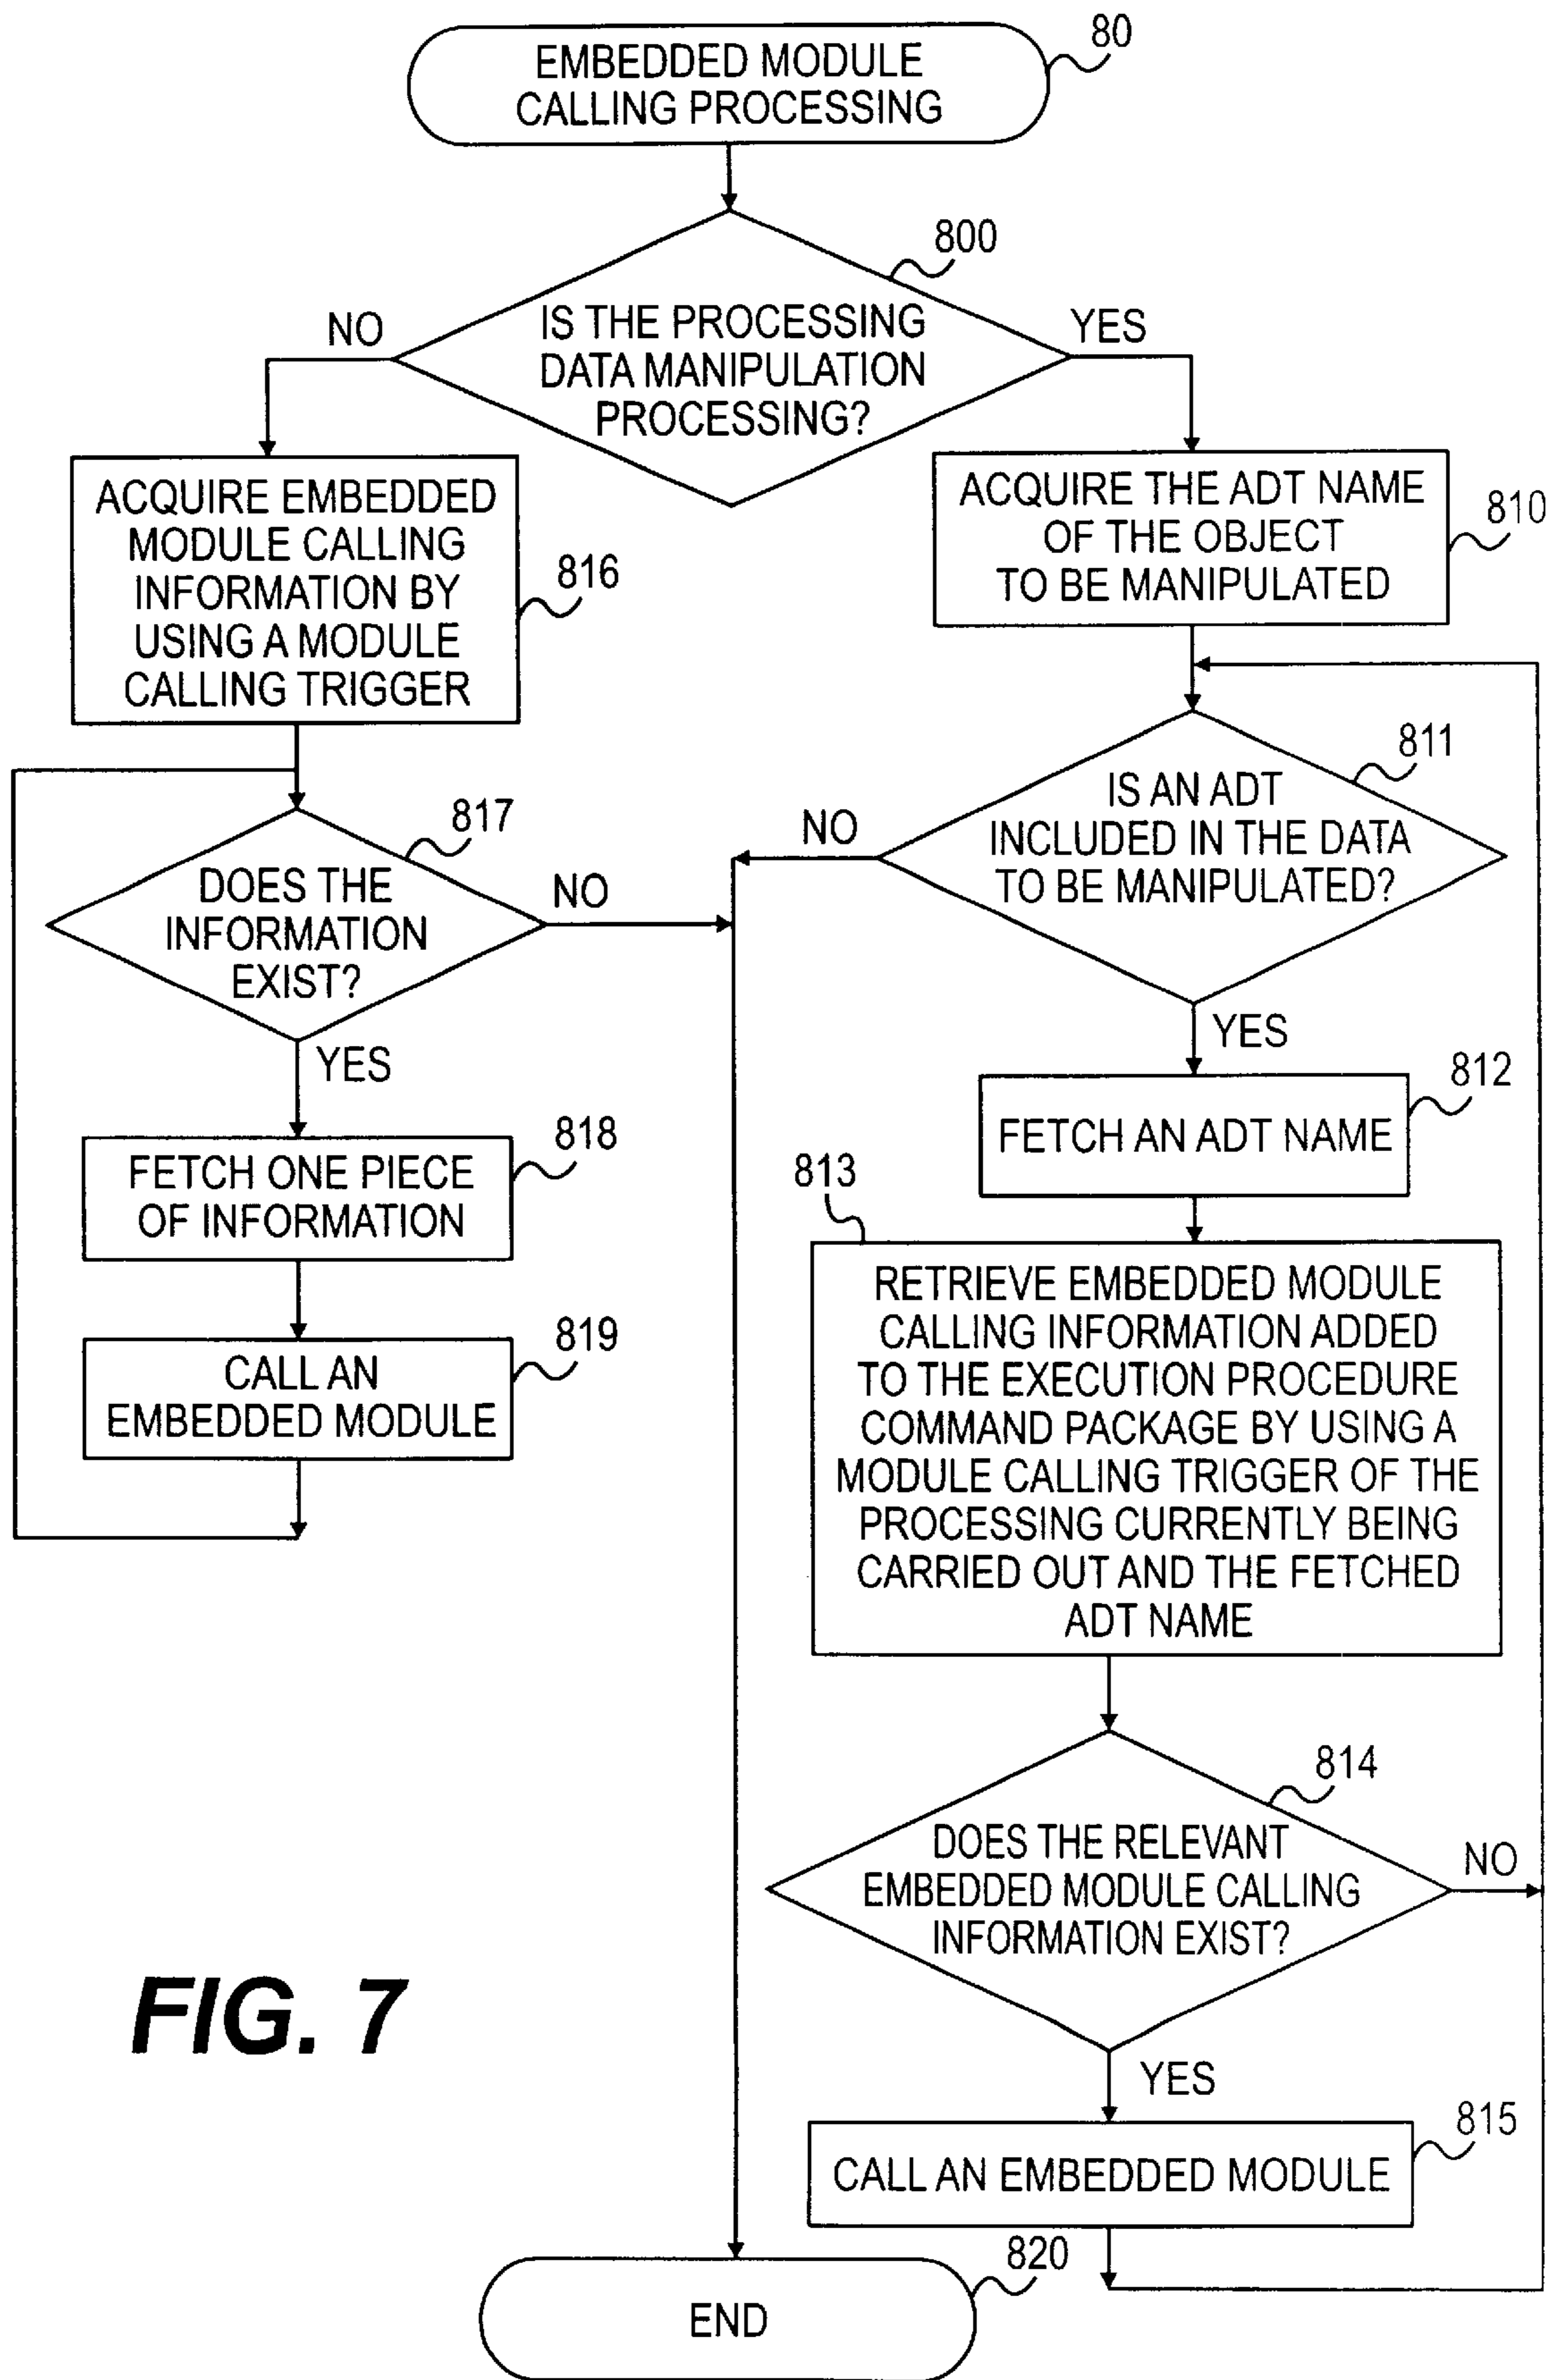 EMBEDDED MODULE
CALLING PROCESSING
80
800
IS THE PROCESSING
DATA MANIPULATION
PROCESSING?
NO
YES
ACQUIRE EMBEDDED
MODULE CALLING
INFORMATION BY
USING A MODULE
CALLING TRIGGER
816
ACQUIRE THE ADT NAME
OF THE OBJECT
TO BE MANIPULATED
810
817
DOES THE
INFORMATION
EXIST?
NO
YES
811
IS AN ADT
INCLUDED IN THE DATA
TO BE MANIPULATED?
NO
YES
818
FETCH ONE PIECE
OF INFORMATION
812
FETCH AN ADT NAME
819
CALL AN
EMBEDDED MODULE
813
RETRIEVE EMBEDDED MODULE
CALLING INFORMATION ADDED
TO THE EXECUTION PROCEDURE
COMMAND PACKAGE BY USING A
MODULE CALLING TRIGGER OF THE
PROCESSING CURRENTLY BEING
CARRIED OUT AND THE FETCHED
ADT NAME
814
DOES THE RELEVANT
EMBEDDED MODULE CALLING
INFORMATION EXIST?
NO
YES
815
CALL AN EMBEDDED MODULE
820
END
FIG. 7